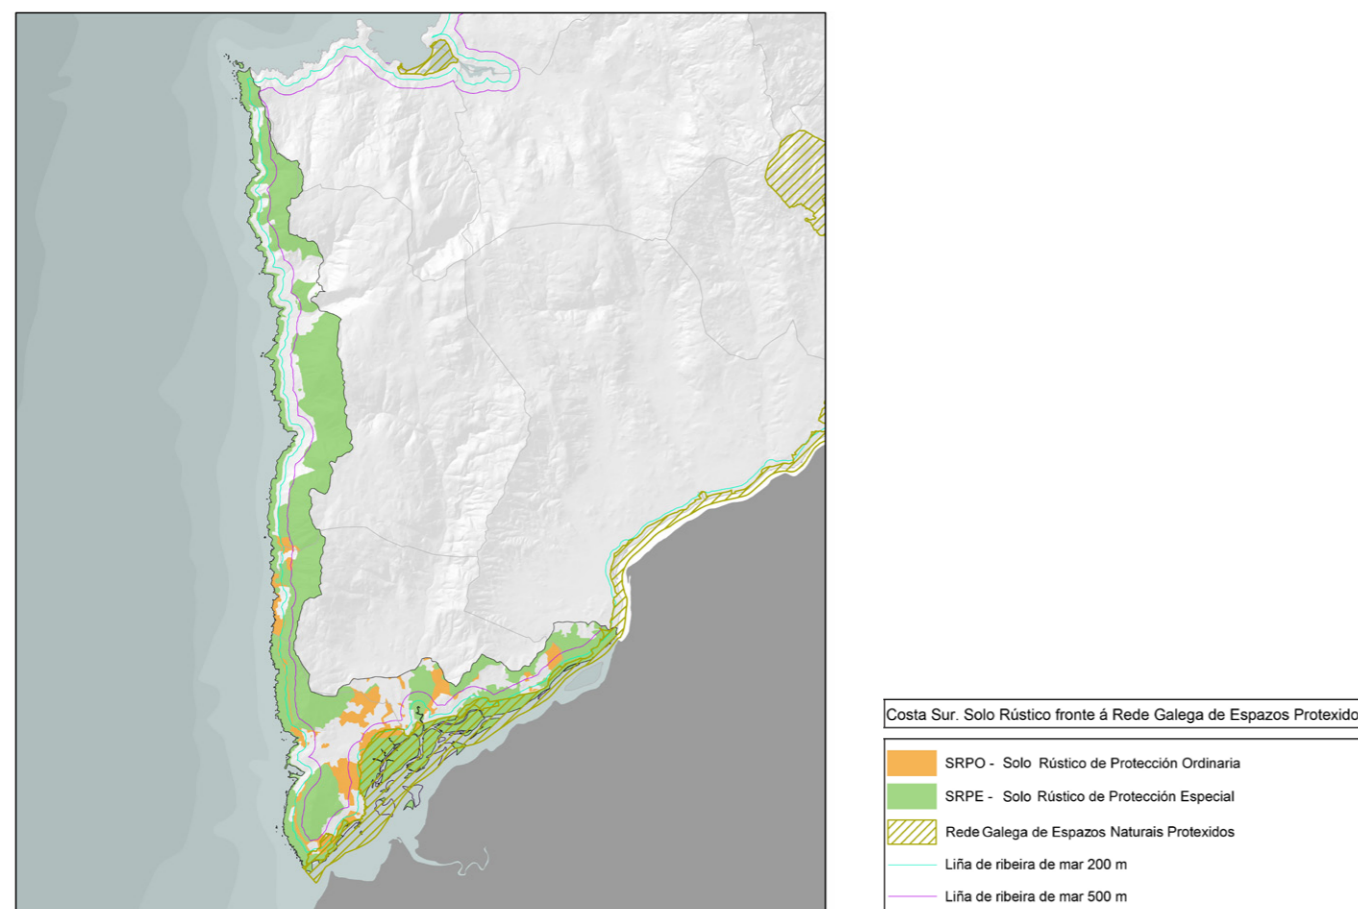 Costa Sur. Solo Rústico fronte á Rede Galega de Espazos Protexido
SRPO - Solo Rústico de Protección Ordinaria
SRPE - Solo Rústico de Protección Especial
Rede Galega de Espazos Naturais Protexidos
Liña de ribeira de mar 200 m
Liña de ribeira de mar 500 m